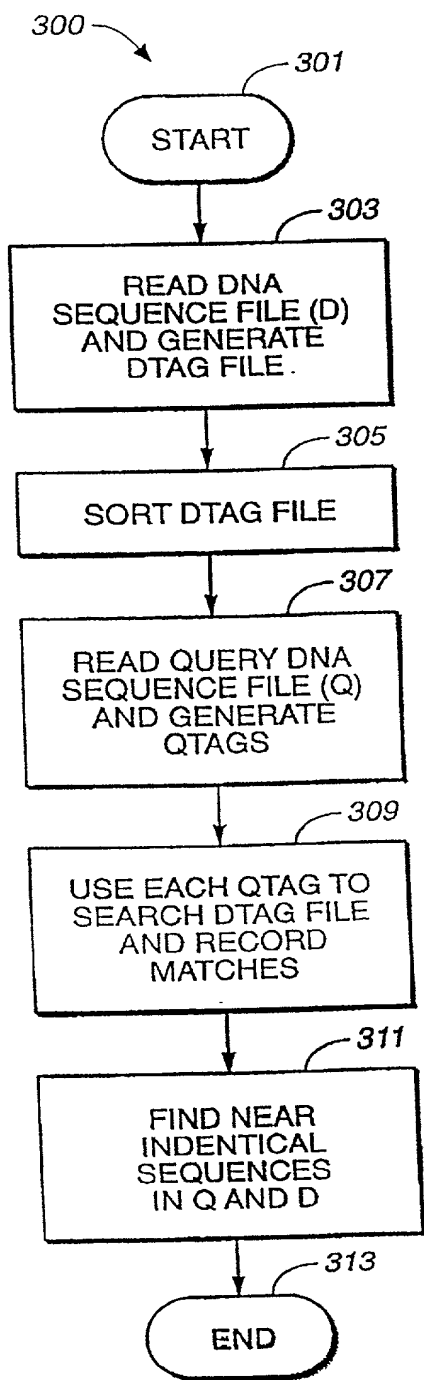 300
301
START
303
READ DNA
SEQUENCE FILE (D)
AND GENERATE
DTAG FILE.
305
SORT DTAG FILE
307
READ QUERY DNA
SEQUENCE FILE (Q)
AND GENERATE
QTAGS
309
USE EACH QTAG TO
SEARCH DTAG FILE
AND RECORD
MATCHES
311
FIND NEAR
INDENTICAL
SEQUENCES
IN Q AND D
313
END